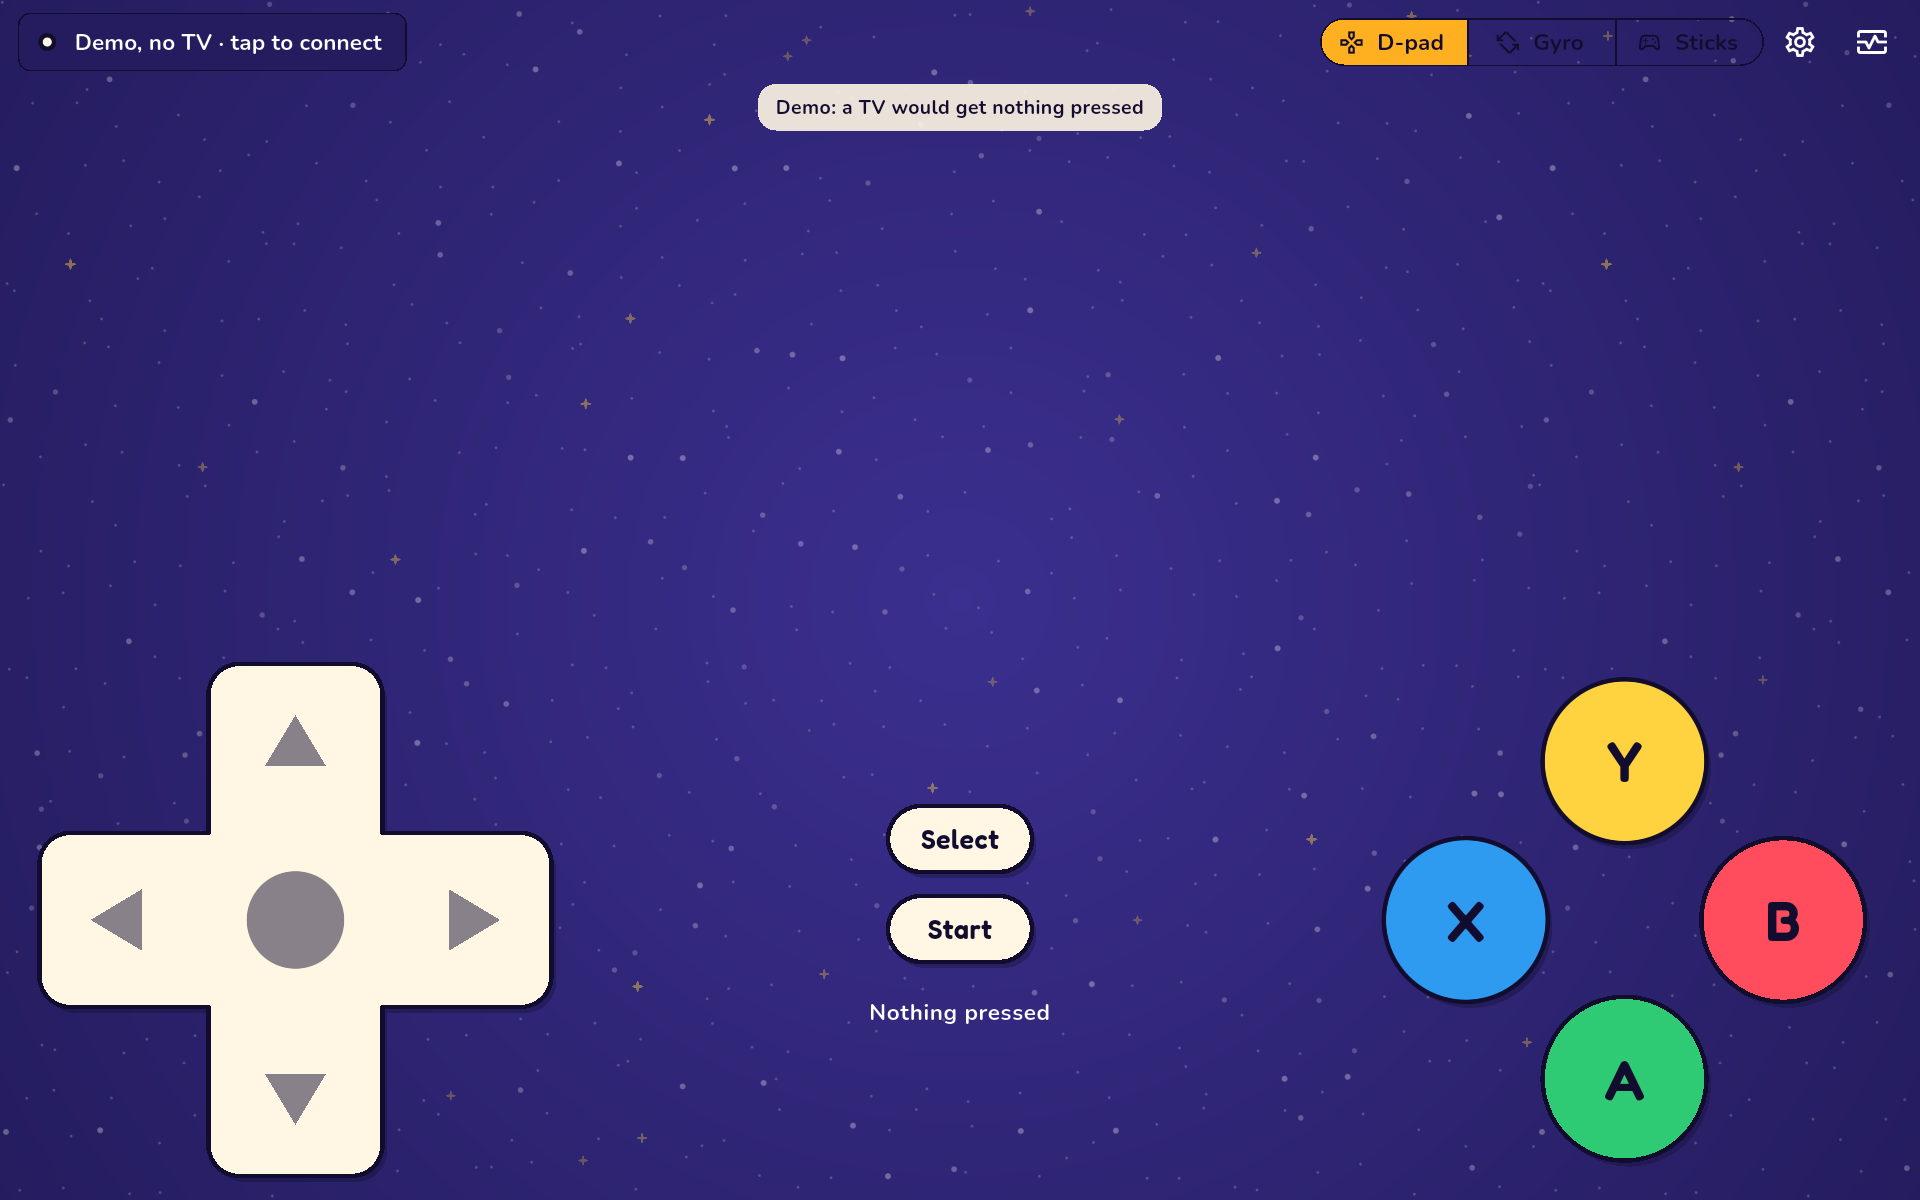 Demo, no TV · tap to connect
D-pad
Gyro
Sticks
Demo: a TV would get nothing pressed
Y
Select
X
B
Start
Nothing pressed
A